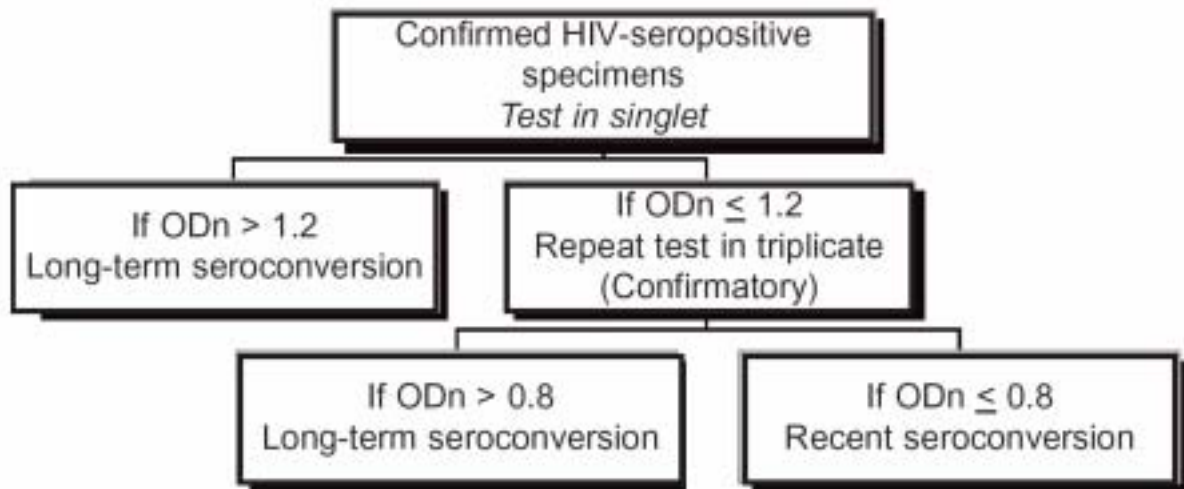 Confirmed HIV-seropositive
specimens
Test in singlet
If ODn > 1.2
Long-term seroconversion
If ODn ≤ 1.2
Repeat test in triplicate
(Confirmatory)
If ODn > 0.8
Long-term seroconversion
If ODn ≤ 0.8
Recent seroconversion